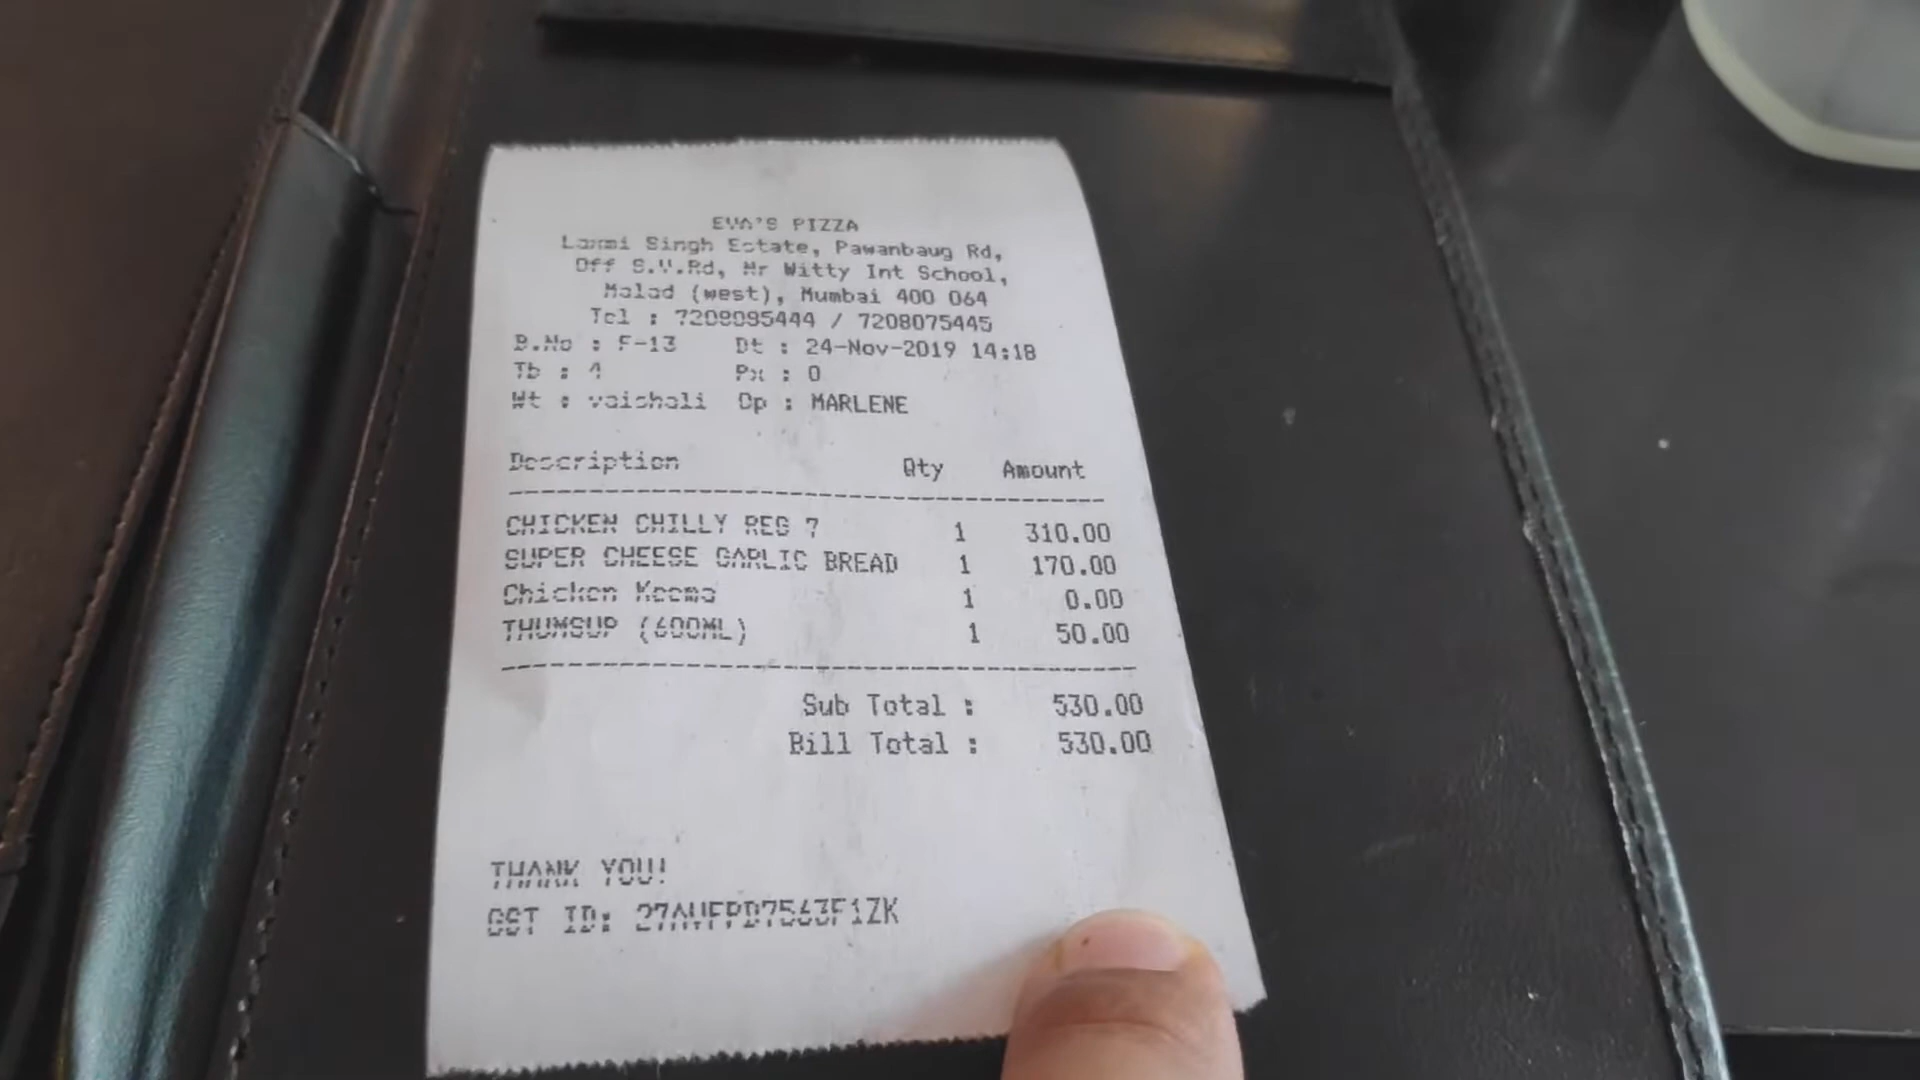 EVA'S PIZZA
Laxmi Singh Estate, Pawanbaug Rd,
Off S.V.Rd, Nr Witty Int School,
Malad (west), Mumbai 400 064
Tel : 7208095444 / 7208075445
B.No : F-13 Dt : 24-Nov-2019 14:18
Tb : 4 Px : 0
Wt : vaishali Op : MARLENE
Description Qty Amount
CHICKEN CHILLY REG 7 1 310.00
SUPER CHEESE GARLIC BREAD 1 170.00
Chicken Keema 1 0.00
THUMSUP (600ML) 1 50.00
Sub Total : 530.00
Bill Total : 530.00
THANK YOU!
GST ID: